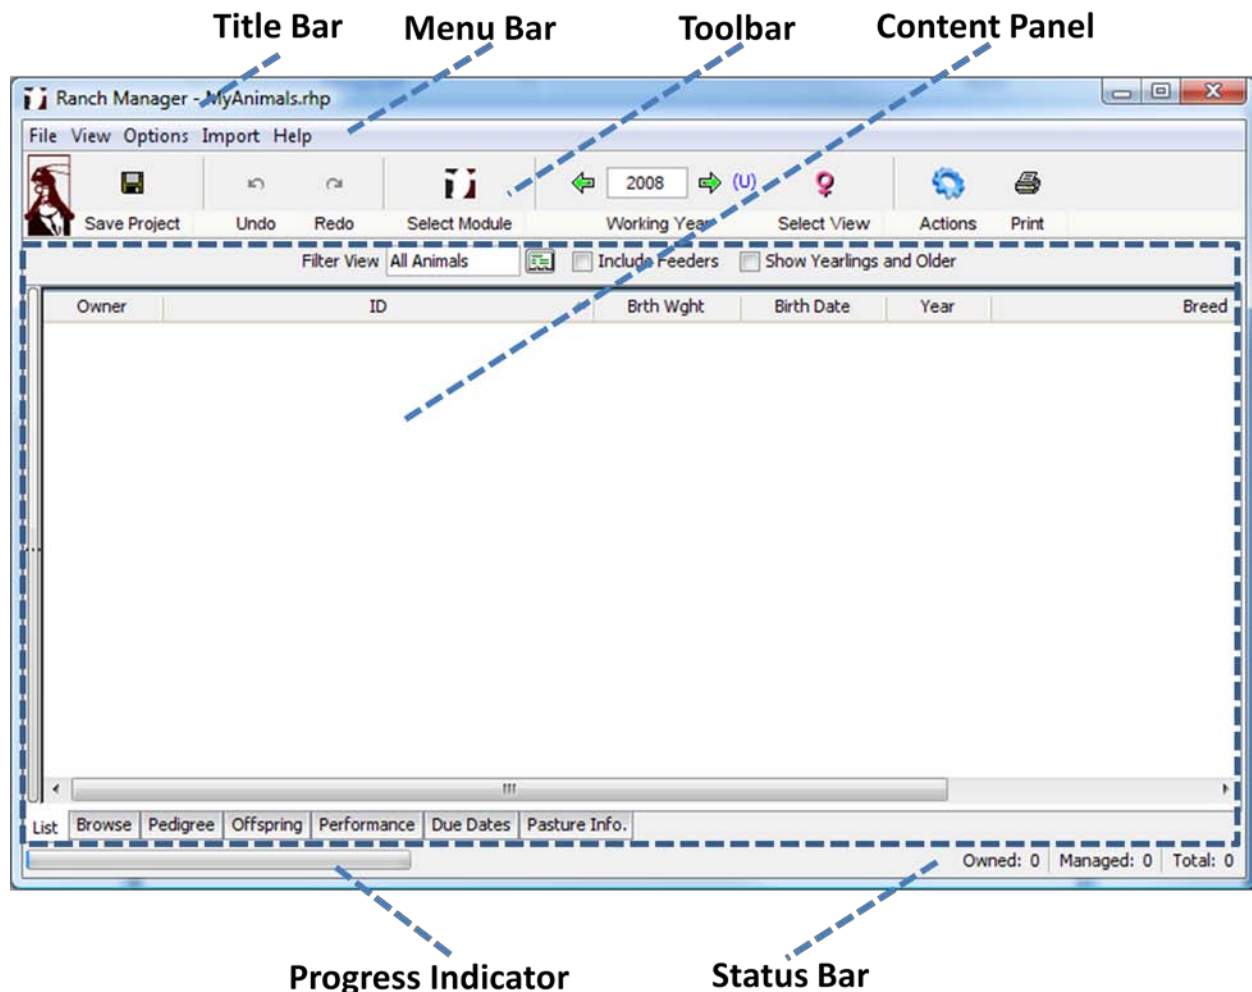 Title Bar Menu Bar Toolbar Content Panel
Ranch Manager - MyAnimals.rhp
File View Options Import Help
2008 (U)
Save Project Undo Redo Select Module Working Year Select View Actions Print
Filter View All Animals Include Feeders Show Yearlings and Older
Owner ID Brth Wght Birth Date Year Breed
List Browse Pedigree Offspring Performance Due Dates Pasture Info.
Owned: 0 Managed: 0 Total: 0
Progress Indicator Status Bar